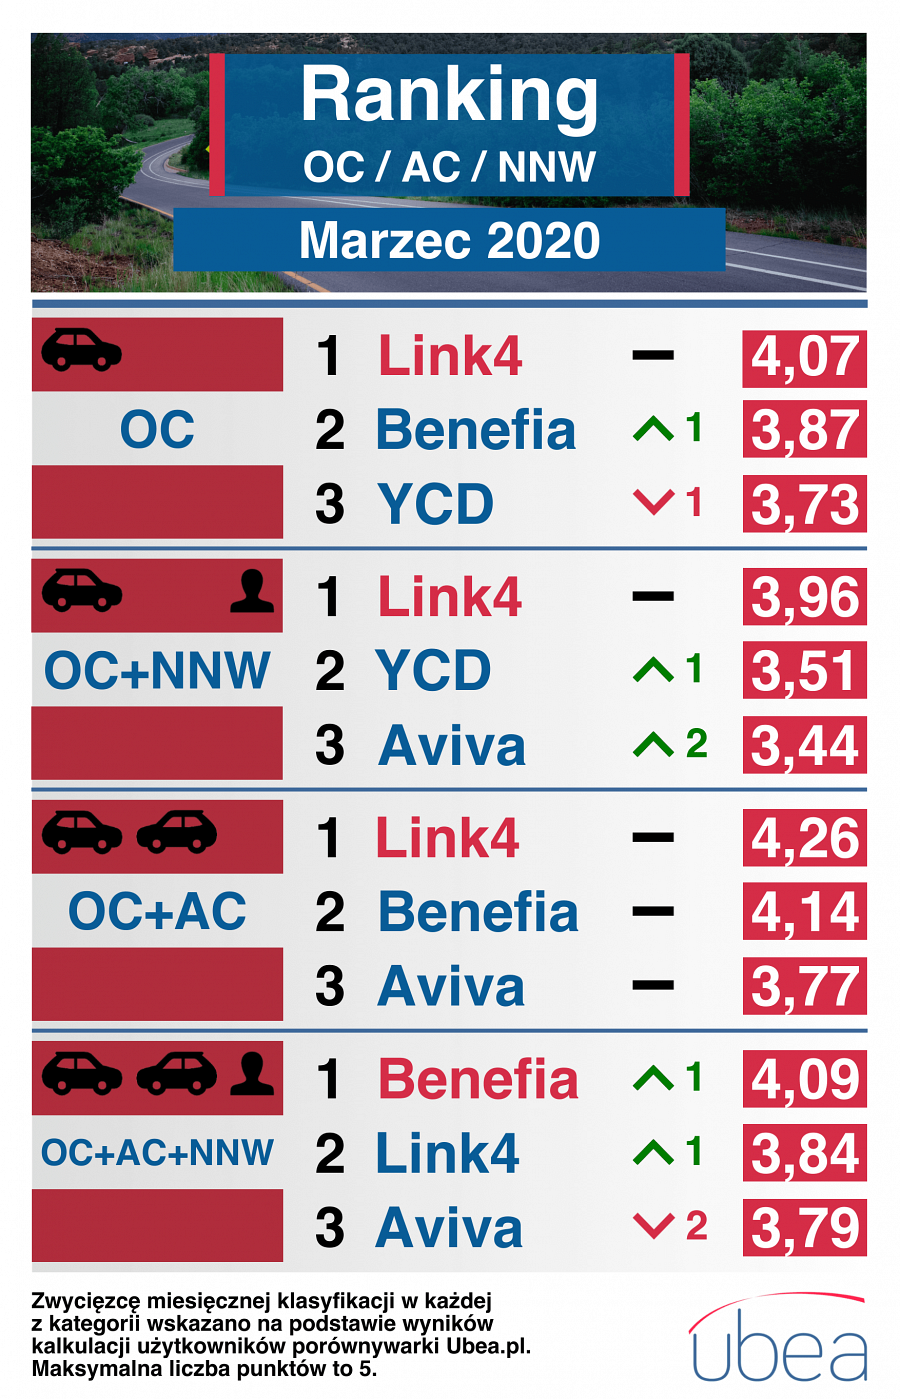 Ranking
OC / AC / NNW
Marzec 2020
OC
1 Link4 4,07
2 Benefia 1 3,87
3 YCD 1 3,73
OC+NNW
1 Link4 3,96
2 YCD 1 3,51
3 Aviva 2 3,44
OC+AC
1 Link4 4,26
2 Benefia 4,14
3 Aviva 3,77
OC+AC+NNW
1 Benefia 1 4,09
2 Link4 1 3,84
3 Aviva 2 3,79
Zwycięzcę miesięcznej klasyfikacji w każdej
z kategorii wskazano na podstawie wyników
kalkulacji użytkowników porównywarki Ubea.pl.
Maksymalna liczba punktów to 5.
ubea